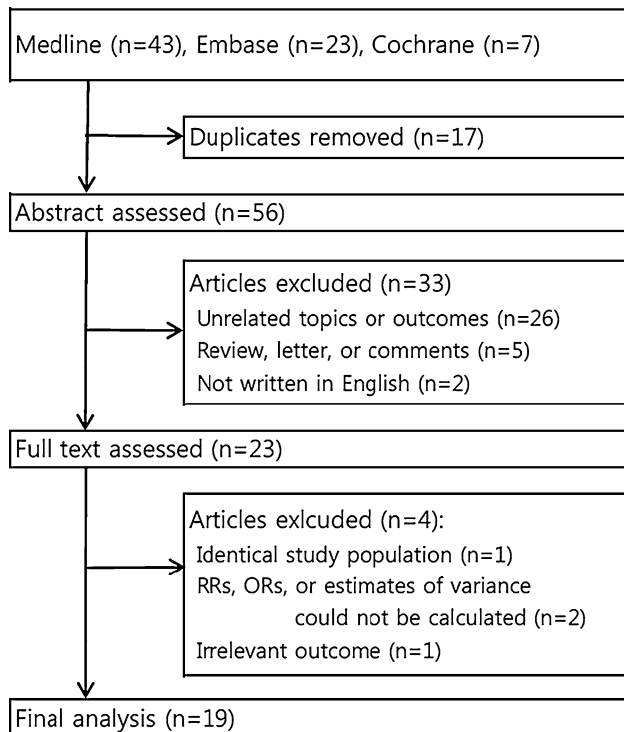 Medline (n=43), Embase (n=23), Cochrane (n=7)
Duplicates removed (n=17)
Abstract assessed (n=56)
Articles excluded (n=33)
Unrelated topics or outcomes (n=26)
Review, letter, or comments (n=5)
Not written in English (n=2)
Full text assessed (n=23)
Articles exlcuded (n=4):
Identical study population (n=1)
RRs, ORs, or estimates of variance
could not be calculated (n=2)
Irrelevant outcome (n=1)
Final analysis (n=19)